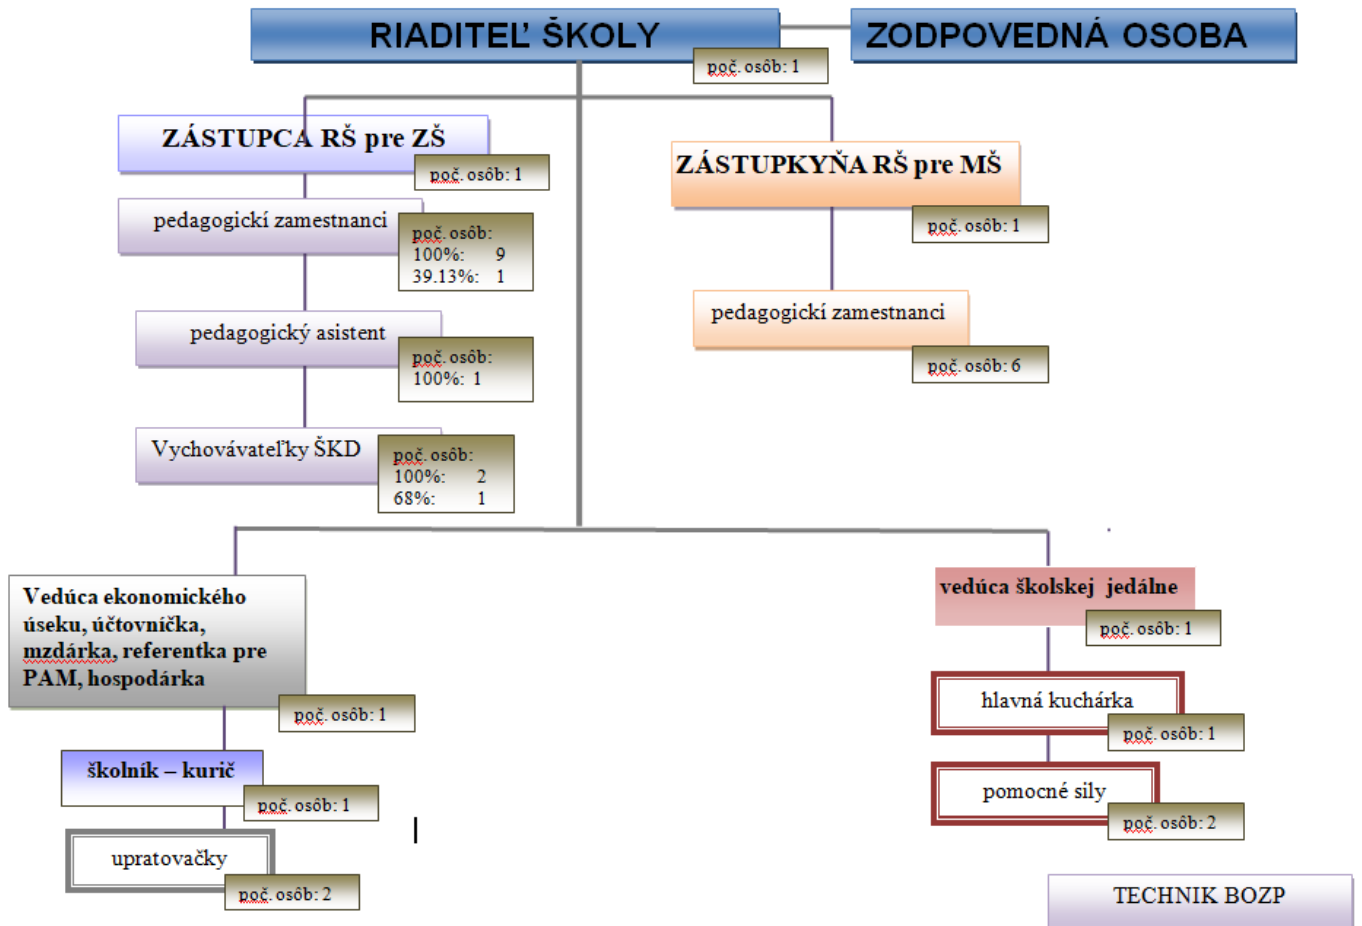 RIADITEĽ ŠKOLY
ZODPOVEDNÁ OSOBA
poč. osôb: 1
ZÁSTUPCA RŠ pre ZŠ
poč. osôb: 1
ZÁSTUPKYŇA RŠ pre MŠ
poč. osôb: 1
pedagogickí zamestnanci
poč. osôb:
100%: 9
39.13%: 1
pedagogickí zamestnanci
poč. osôb: 6
pedagogický asistent
poč. osôb:
100%: 1
Vychovávateľky ŠKD
poč. osôb:
100%: 2
68%: 1
Vedúca ekonomického
úseku, účtovníčka,
mzdárka, referentka pre
PAM, hospodárka
poč. osôb: 1
školník – kurič
poč. osôb: 1
upratovačky
poč. osôb: 2
vedúca školskej jedálne
poč. osôb: 1
hlavná kuchárka
poč. osôb: 1
pomocné sily
poč. osôb: 2
TECHNIK BOZP